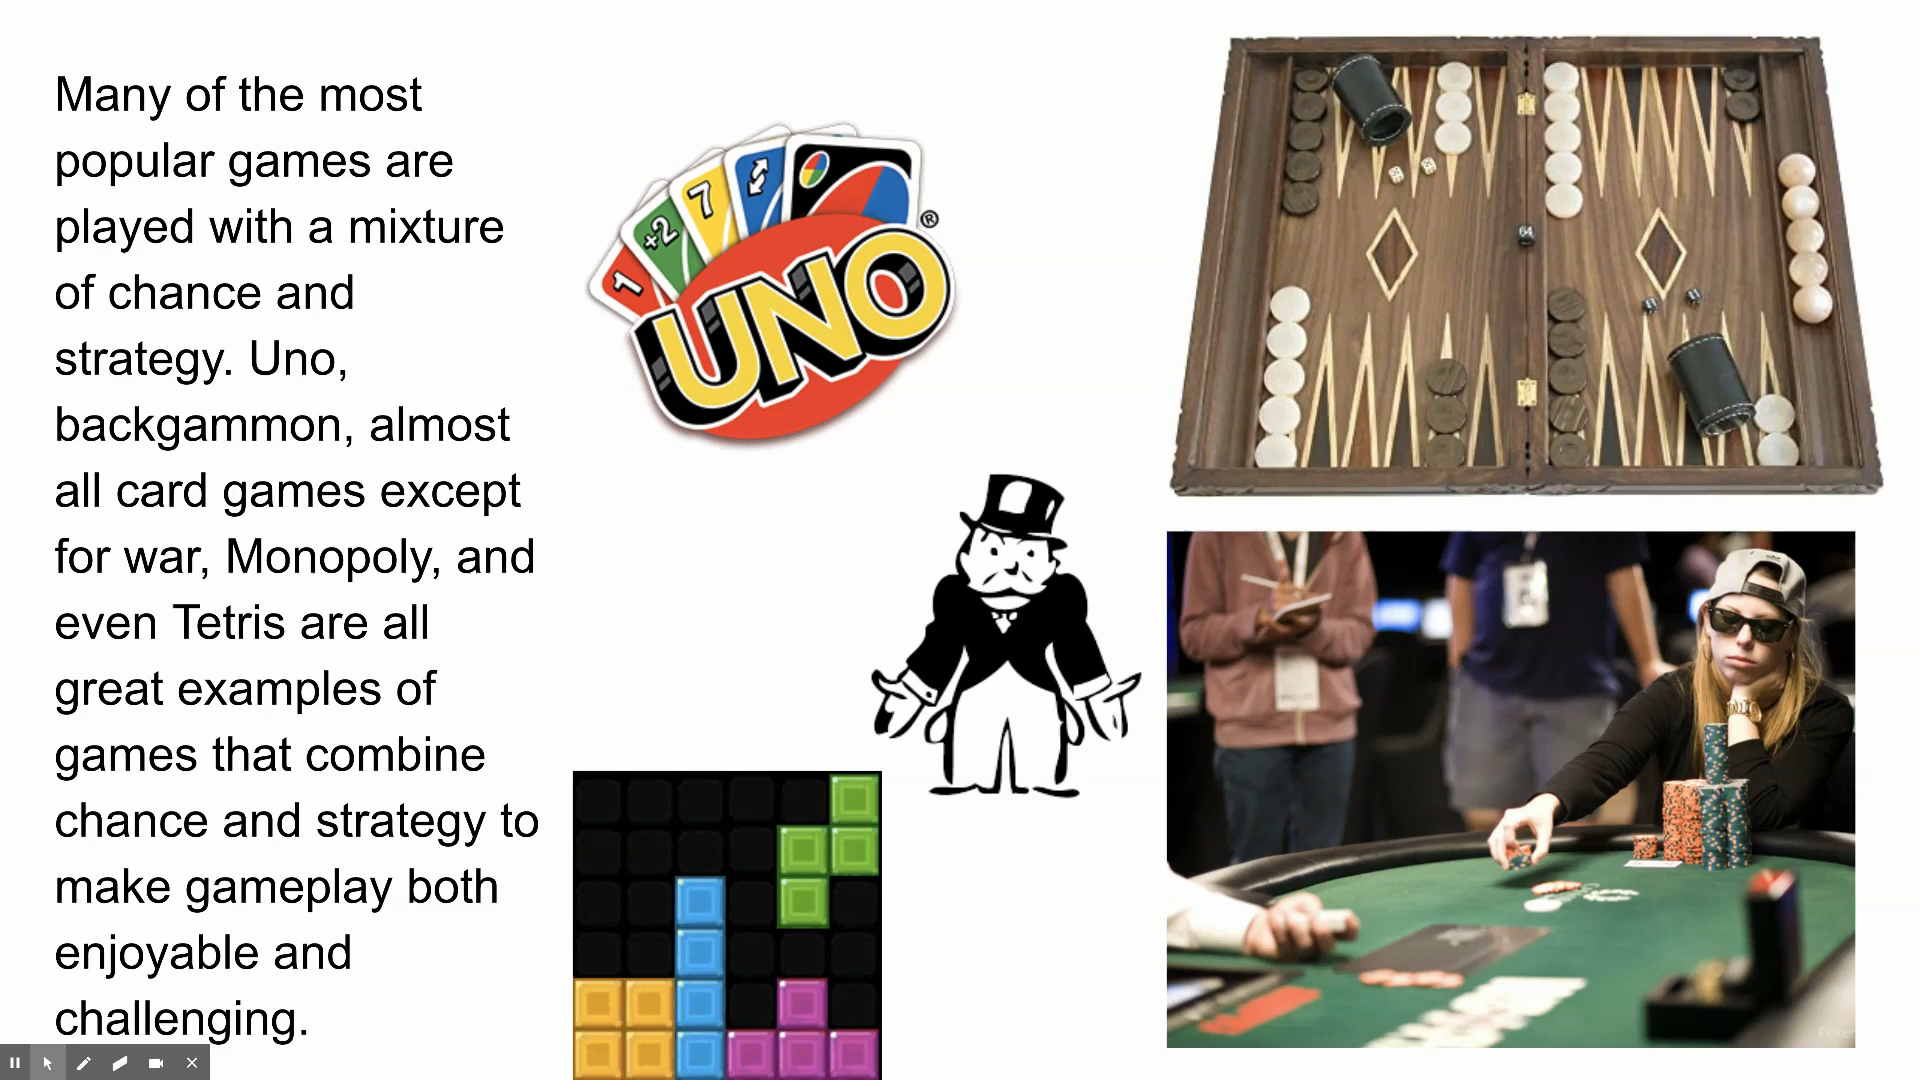 Many of the most
popular games are
played with a mixture
of chance and
strategy. Uno,
backgammon, almost
all card games except
for war, Monopoly, and
even Tetris are all
great examples of
games that combine
chance and strategy to
make gameplay both
enjoyable and
challenging.
1
+2
7
UNO
®
64